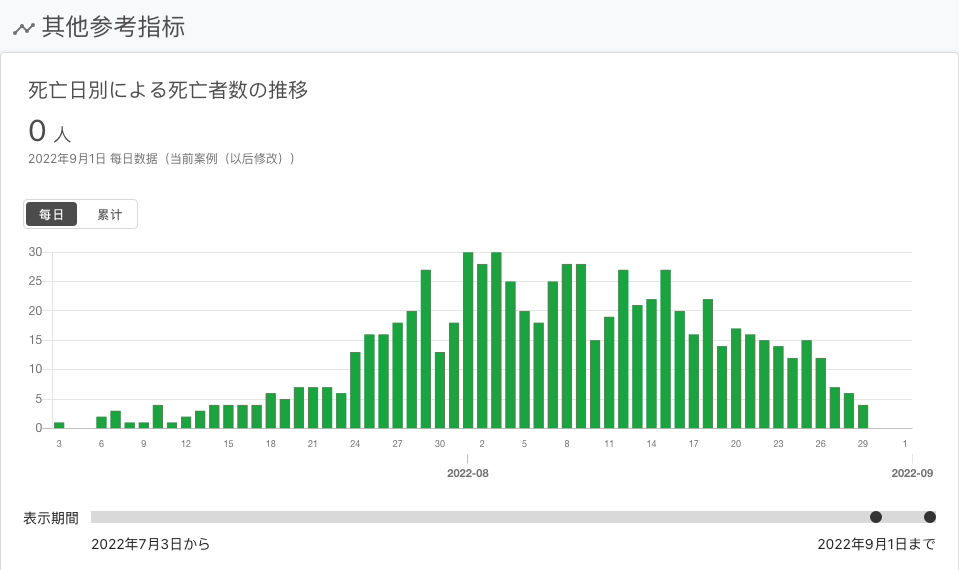 其他参考指标
死亡日別による死亡者数の推移
0 人
2022年9月1日 每日数据（当前案例（以后修改））
每日 累计
30
25
20
15
10
5
0
3 6 9 12 15 18 21 24 27 30 2 5 8 11 14 17 20 23 26 29 1
2022-08 2022-09
表示期間
2022年7月3日から 2022年9月1日まで